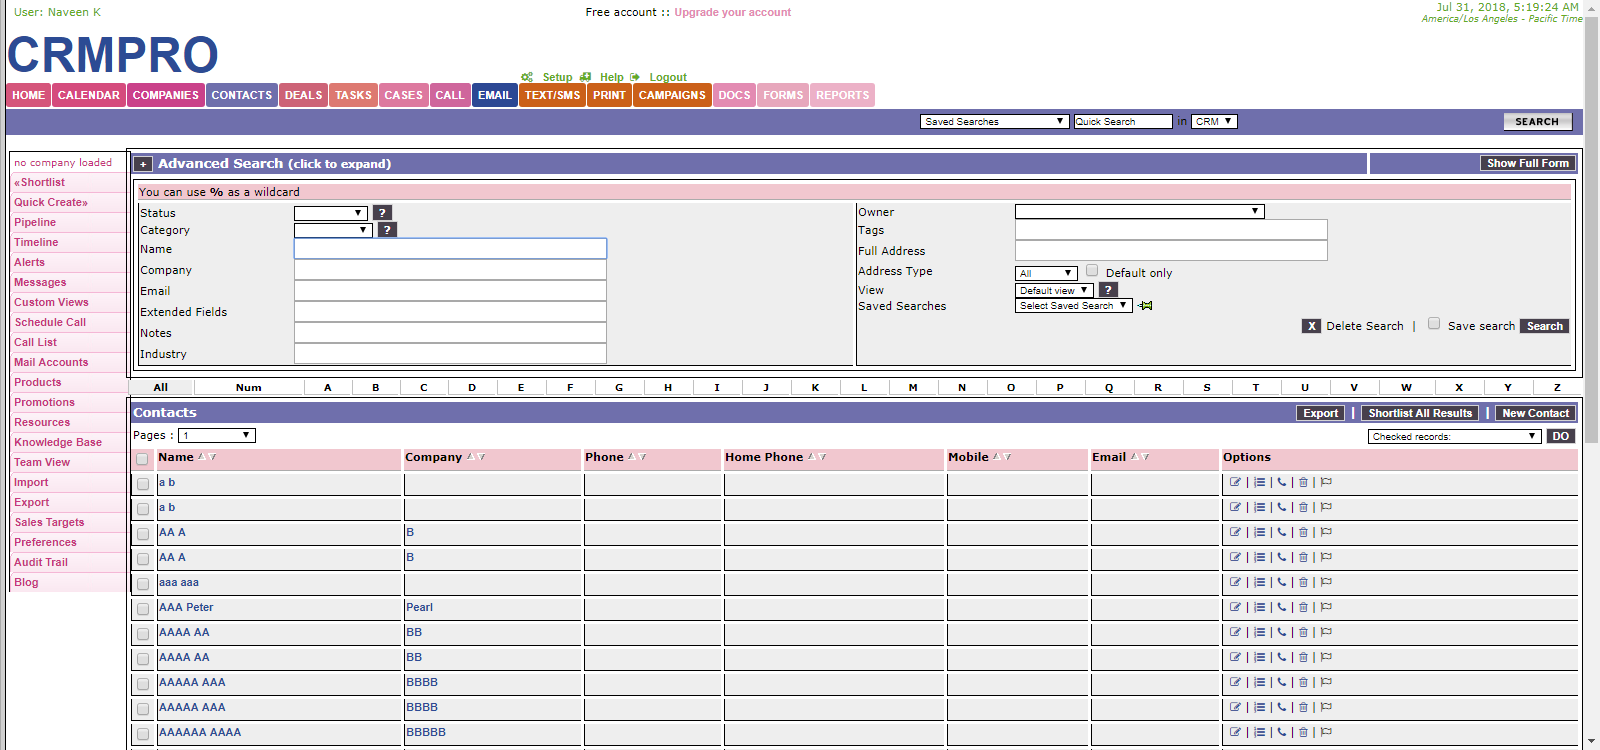 User: Naveen K
Free account :: Upgrade your account
Jul 31, 2018, 5:19:24 AM
America/Los Angeles - Pacific Time
CRMPRO
Setup Help Logout
HOME CALENDAR COMPANIES CONTACTS DEALS TASKS CASES CALL EMAIL TEXT/SMS PRINT CAMPAIGNS DOCS FORMS REPORTS
Saved Searches Quick Search in CRM SEARCH
no company loaded
«Shortlist
Quick Create»
Pipeline
Timeline
Alerts
Messages
Custom Views
Schedule Call
Call List
Mail Accounts
Products
Promotions
Resources
Knowledge Base
Team View
Import
Export
Sales Targets
Preferences
Audit Trail
Blog
+ Advanced Search (click to expand) Show Full Form
You can use % as a wildcard
Status ?
Category ?
Name
Company
Email
Extended Fields
Notes
Industry
Owner
Tags
Full Address
Address Type All Default only
View Default view ?
Saved Searches Select Saved Search
X Delete Search | Save search Search
All Num A B C D E F G H I J K L M N O P Q R S T U V W X Y Z
Contacts Export | Shortlist All Results | New Contact
Pages : 1 Checked records: DO
Name Company Phone Home Phone Mobile Email Options
a b | | | |
a b | | | |
AA A B | | | |
AA A B | | | |
aaa aaa | | | |
AAA Peter Pearl | | | |
AAAA AA BB | | | |
AAAA AA BB | | | |
AAAAA AAA BBBB | | | |
AAAAA AAA BBBB | | | |
AAAAAA AAAA BBBBB | | | |